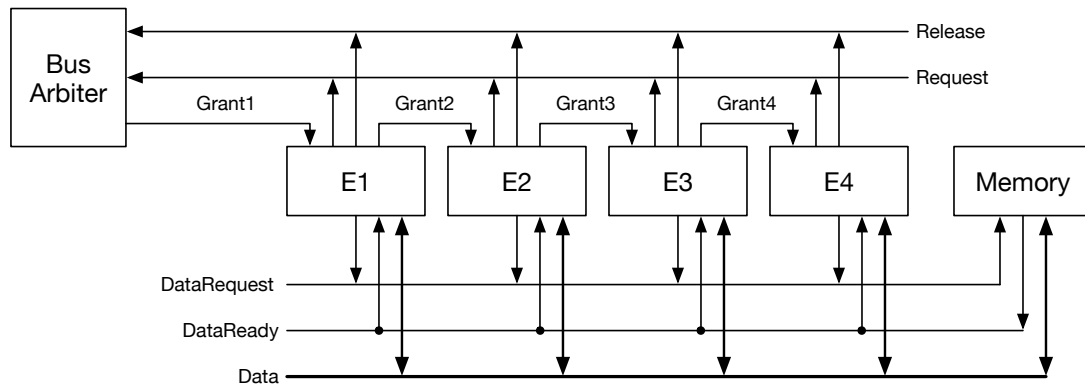 Bus
Arbiter
Release
Request
Grant1
Grant2
Grant3
Grant4
E1
E2
E3
E4
Memory
DataRequest
DataReady
Data